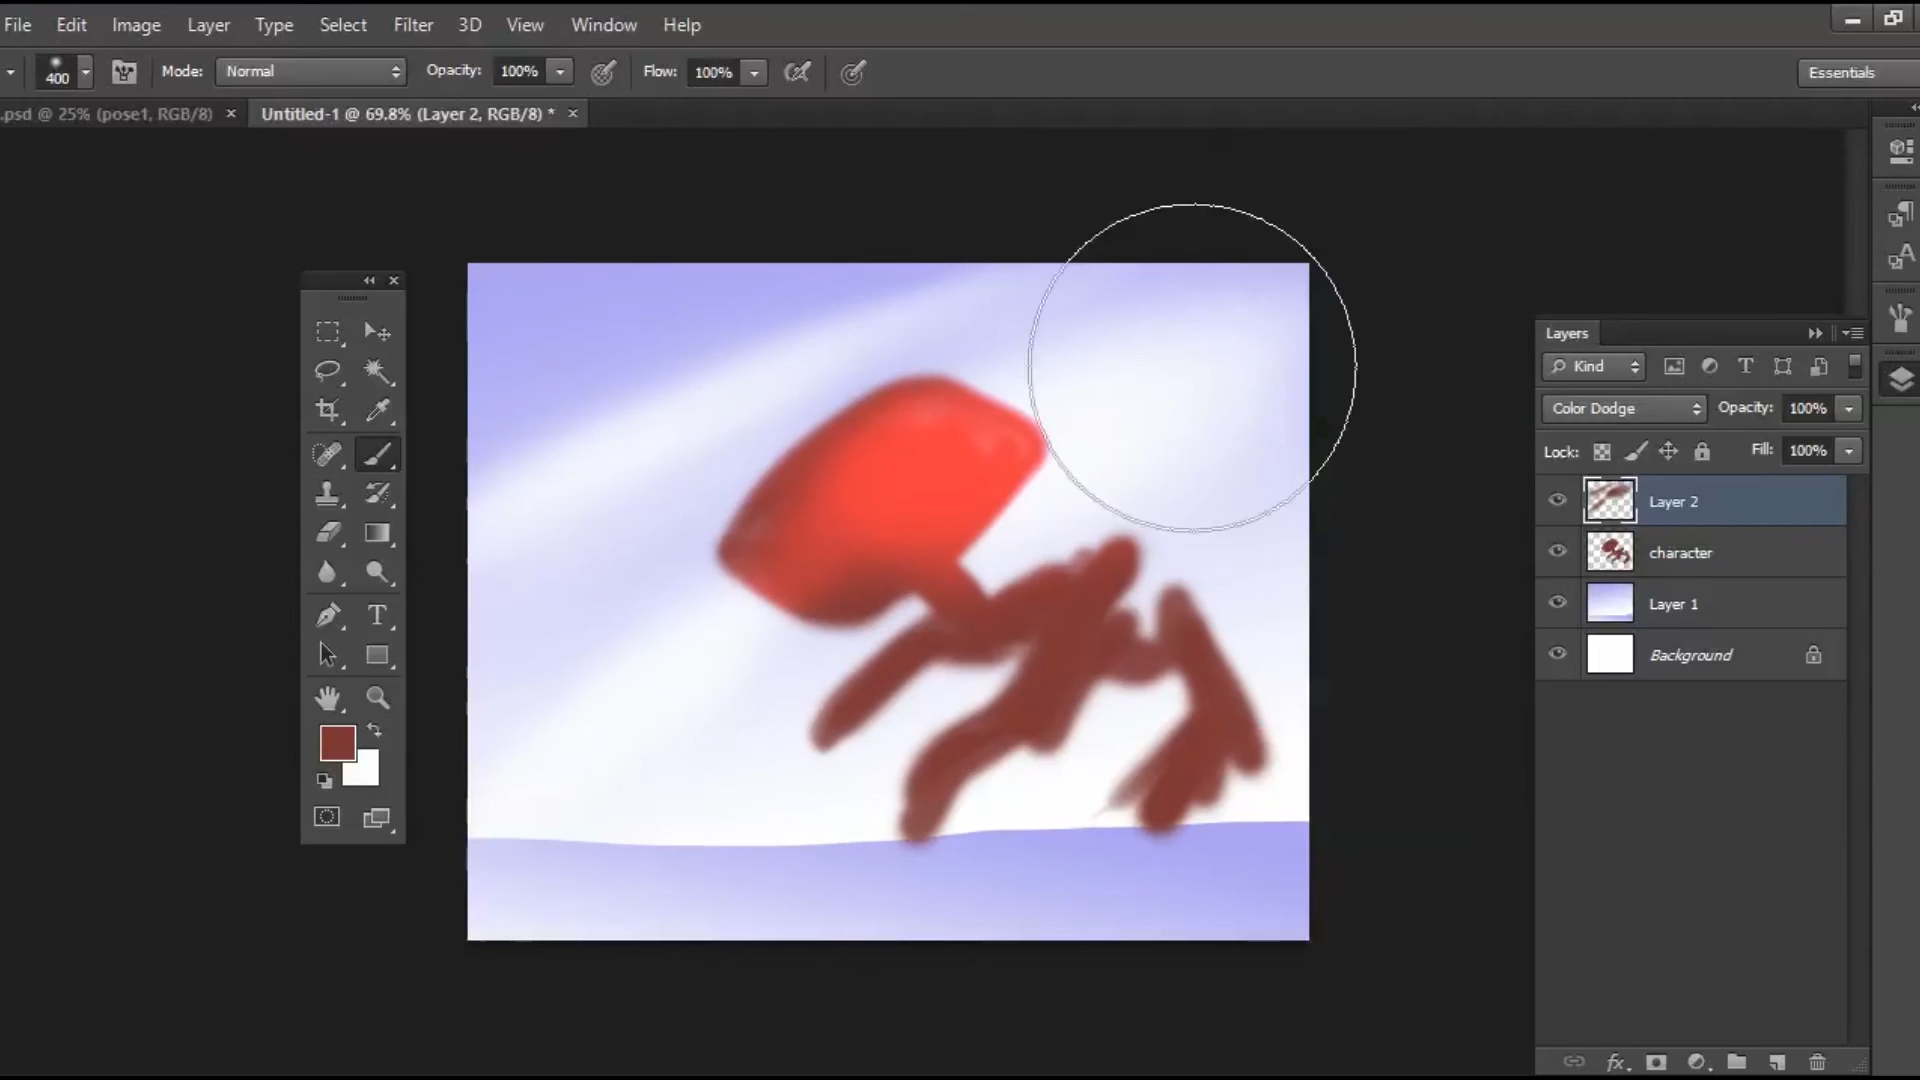 File Edit Image Layer Type Select Filter 3D View Window Help
400 Mode: Normal Opacity: 100% Flow: 100% Essentials
.psd @ 25% (pose1, RGB/8) × Untitled-1 @ 69.8% (Layer 2, RGB/8) * ×
Layers
Kind
Color Dodge Opacity: 100%
Lock: Fill: 100%
Layer 2
character
Layer 1
Background